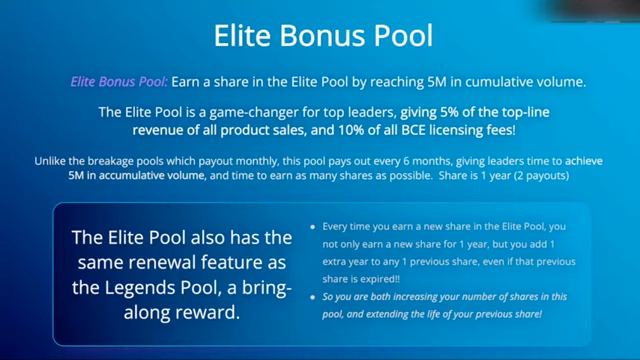 Elite Bonus Pool
Elite Bonus Pool: Earn a share in the Elite Pool by reaching 5M in cumulative volume.
The Elite Pool is a game-changer for top leaders, giving 5% of the top-line
revenue of all product sales, and 10% of all BCE licensing fees!
Unlike the breakage pools which payout monthly, this pool pays out every 6 months, giving leaders time to achieve
5M in accumulative volume, and time to earn as many shares as possible. Share is 1 year (2 payouts)
The Elite Pool also has the
same renewal feature as
the Legends Pool, a bring-
along reward.
• Every time you earn a new share in the Elite Pool, you
not only earn a new share for 1 year, but you add 1
extra year to any 1 previous share, even if that previous
share is expired!!
• So you are both increasing your number of shares in this
pool, and extending the life of your previous share!